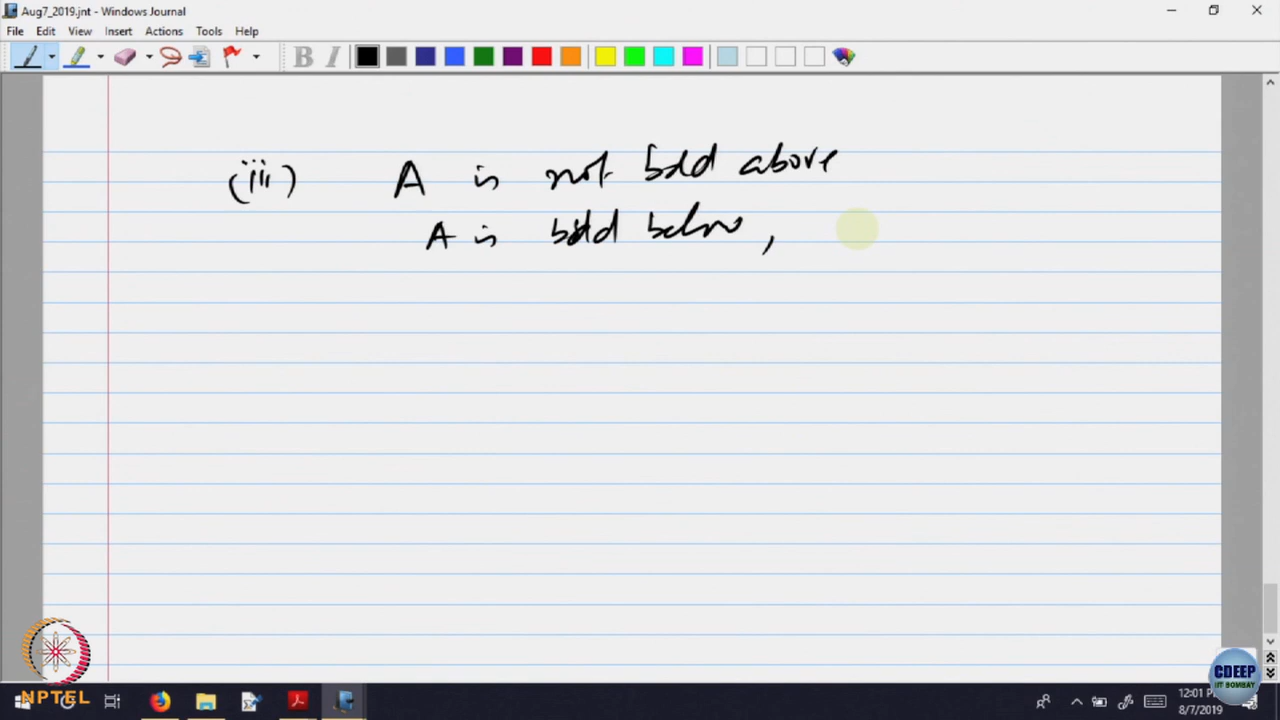 Aug7_2019.jnt - Windows Journal
File Edit View Insert Actions Tools Help
B I
(iii) A is not bdd above
A is bdd below,
NPTEL
CDEEP
IIT BOMBAY
12:01 P
8/7/2019